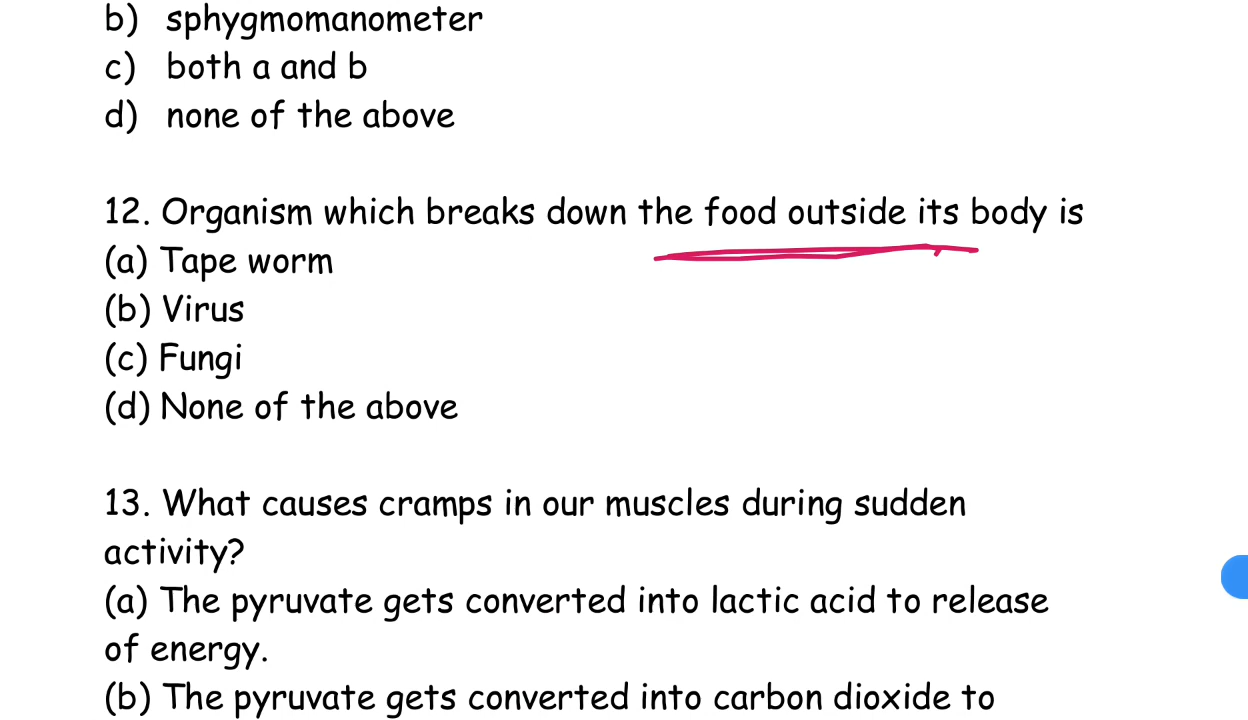 b) sphygmomanometer
c) both a and b
d) none of the above
12. Organism which breaks down the food outside its body is
(a) Tape worm
(b) Virus
(c) Fungi
(d) None of the above
13. What causes cramps in our muscles during sudden
activity?
(a) The pyruvate gets converted into lactic acid to release
of energy.
(b) The pyruvate gets converted into carbon dioxide to